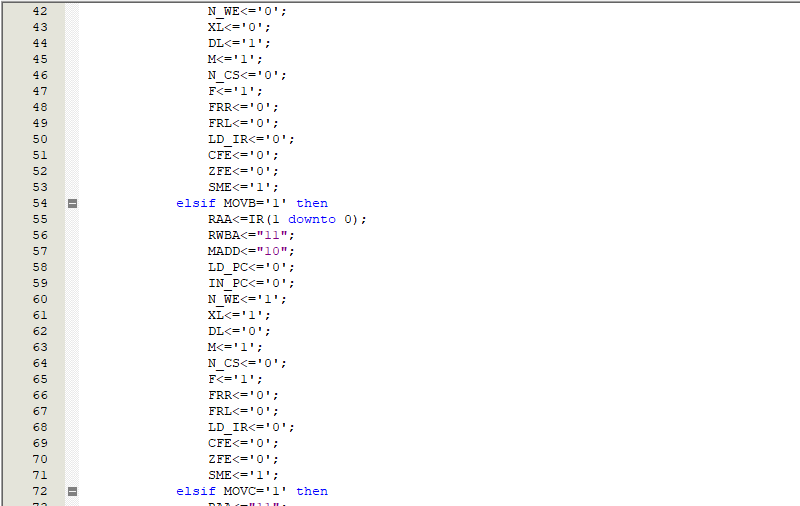 42 N_WE<='0';
43 XL<='0';
44 DL<='1';
45 M<='1';
46 N_CS<='0';
47 F<='1';
48 FRR<='0';
49 FRL<='0';
50 LD_IR<='0';
51 CFE<='0';
52 ZFE<='0';
53 SME<='1';
54 elsif MOVB='1' then
55 RAA<=IR(1 downto 0);
56 RWBA<="11";
57 MADD<="10";
58 LD_PC<='0';
59 IN_PC<='0';
60 N_WE<='1';
61 XL<='1';
62 DL<='0';
63 M<='1';
64 N_CS<='0';
65 F<='1';
66 FRR<='0';
67 FRL<='0';
68 LD_IR<='0';
69 CFE<='0';
70 ZFE<='0';
71 SME<='1';
72 elsif MOVC='1' then